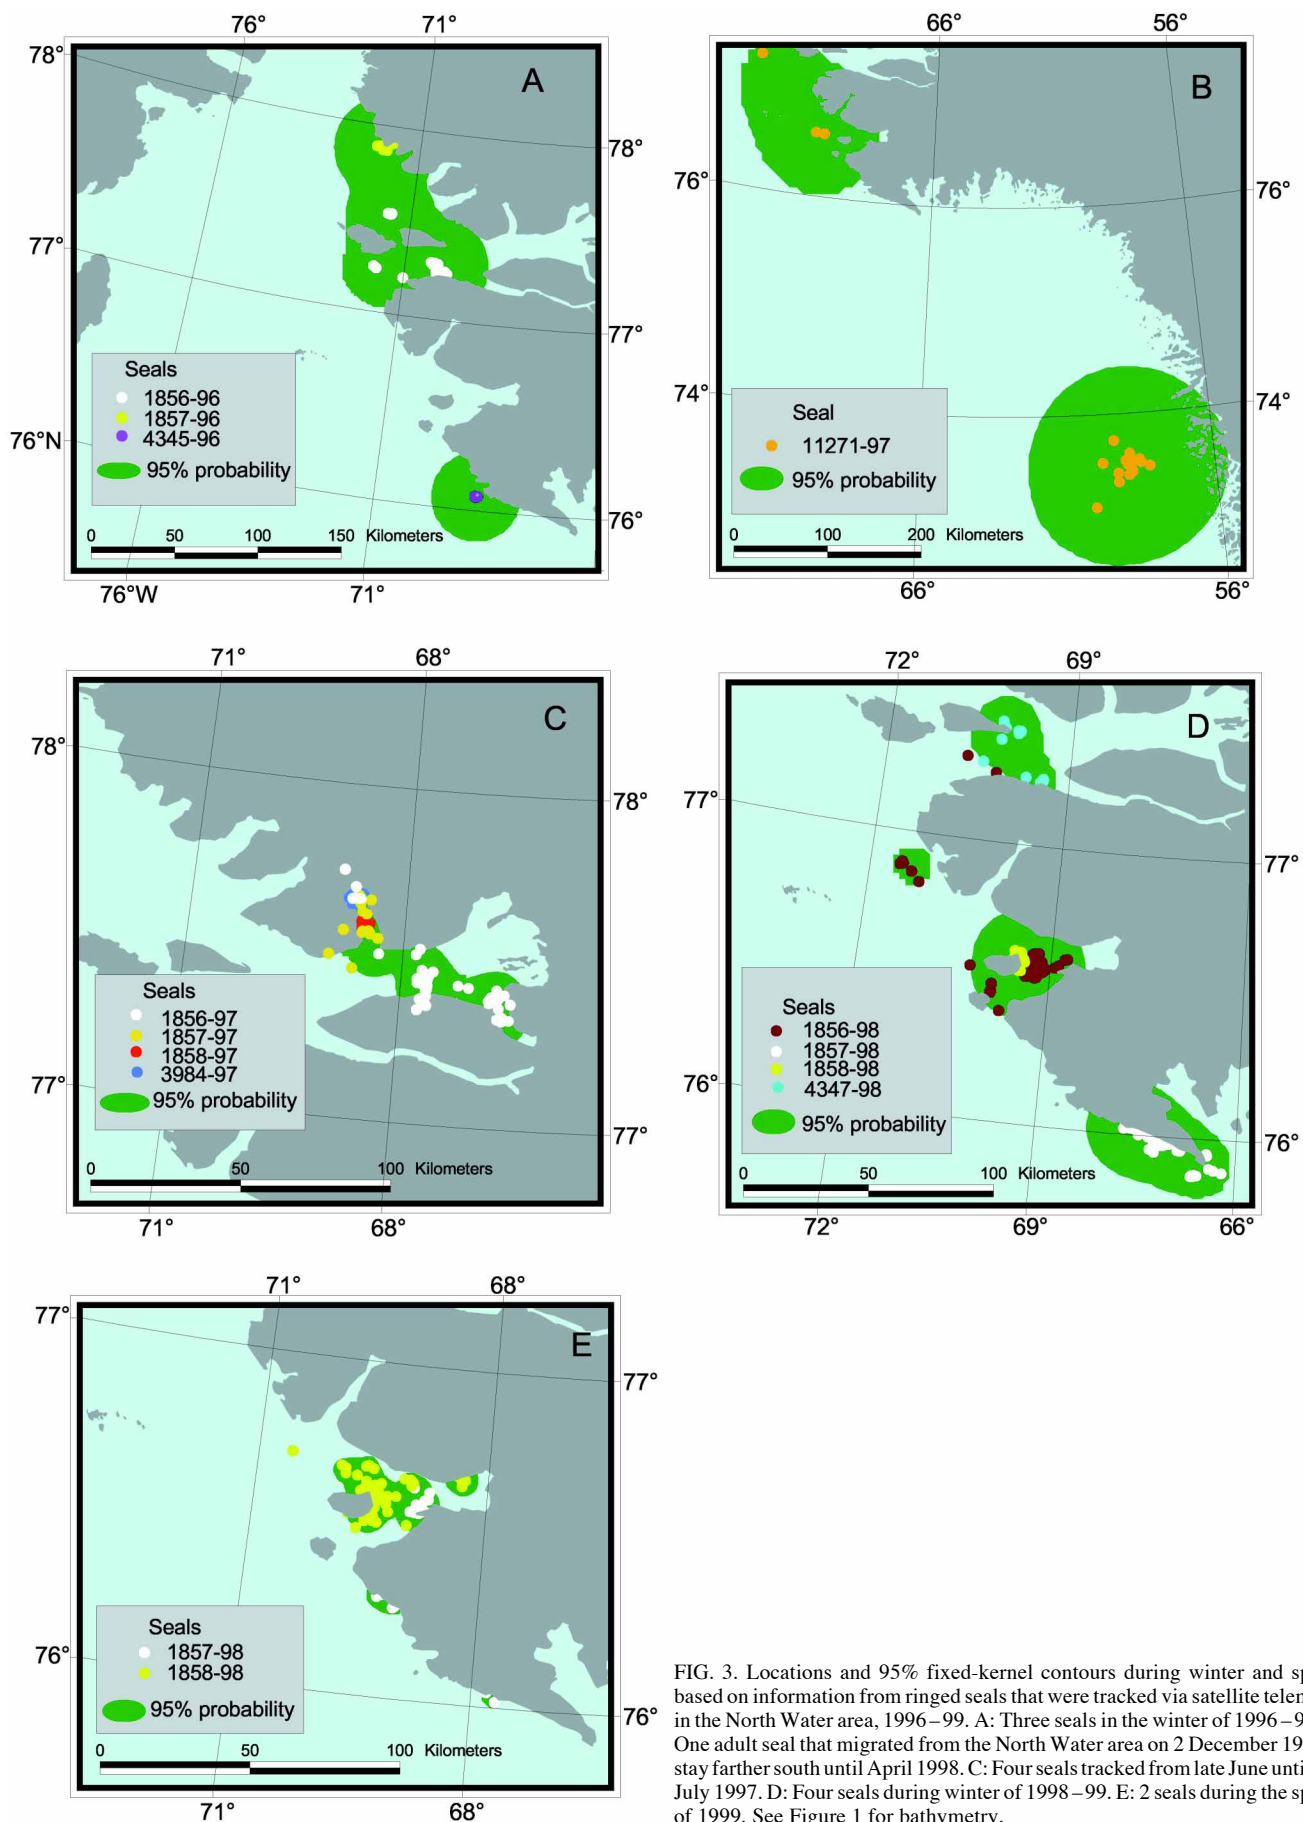 76°
71°
78°
A
78°
77°
77°
Seals
1856-96
1857-96
4345-96
95% probability
76°N
76°
0 50 100 150 Kilometers
76°W
71°
66°
56°
B
76°
76°
74°
74°
Seal
11271-97
95% probability
0 100 200 Kilometers
66°
56°
71°
68°
C
78°
78°
Seals
1856-97
1857-97
1858-97
3984-97
95% probability
77°
77°
0 50 100 Kilometers
71°
68°
72°
69°
D
77°
77°
Seals
1856-98
1857-98
1858-98
4347-98
95% probability
76°
76°
0 50 100 Kilometers
72°
69°
66°
71°
68°
77°
E
77°
Seals
1857-98
1858-98
95% probability
76°
76°
0 50 100 Kilometers
71°
68°
FIG. 3. Locations and 95% fixed-kernel contours during winter and sp
based on information from ringed seals that were tracked via satellite telen
in the North Water area, 1996–99. A: Three seals in the winter of 1996–9
One adult seal that migrated from the North Water area on 2 December 19
stay farther south until April 1998. C: Four seals tracked from late June until
July 1997. D: Four seals during winter of 1998–99. E: 2 seals during the sp
of 1999. See Figure 1 for bathymetry.